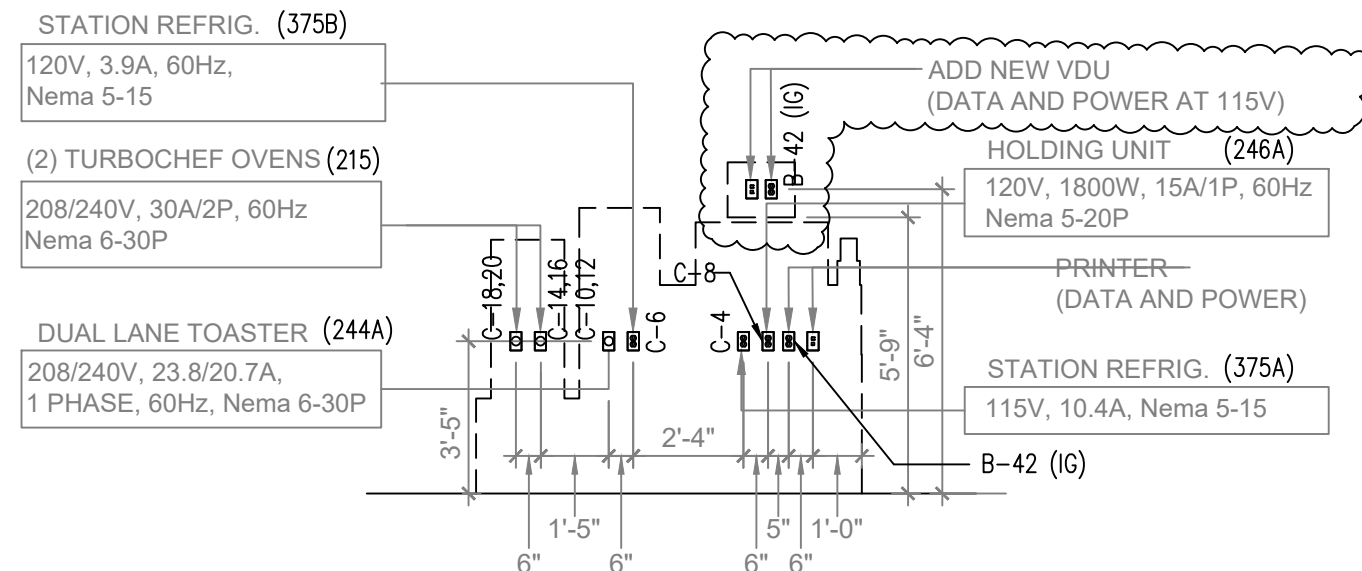 STATION REFRIG. (375B)
120V, 3.9A, 60Hz,
Nema 5-15
(2) TURBOCHEF OVENS (215)
208/240V, 30A/2P, 60Hz
Nema 6-30P
DUAL LANE TOASTER (244A)
208/240V, 23.8/20.7A,
1 PHASE, 60Hz, Nema 6-30P
ADD NEW VDU
(DATA AND POWER AT 115V)
HOLDING UNIT (246A)
120V, 1800W, 15A/1P, 60Hz
Nema 5-20P
PRINTER
(DATA AND POWER)
STATION REFRIG. (375A)
115V, 10.4A, Nema 5-15
B-42 (IG)
B-42 (IG)
C-18,20
C-14,16
C-10,12
C-6
C-4
C-8
3'-5"
2'-4"
5'-9"
6'-4"
1'-5"
5"
1'-0"
6"
6"
6"
6"